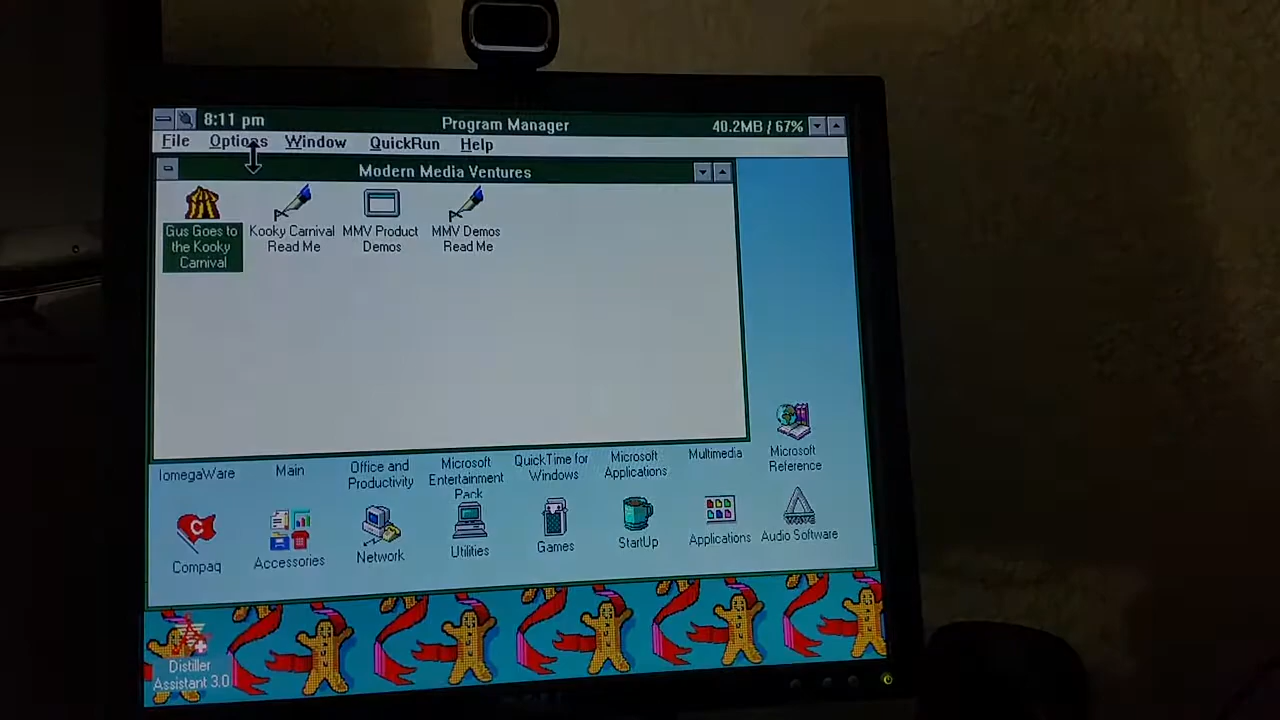 8:11 pm
Program Manager
40.2MB / 67%
File Options Window QuickRun Help
Modern Media Ventures
Gus Goes to
the Kooky
Carnival
Kooky Carnival
Read Me
MMV Product
Demos
MMV Demos
Read Me
IomegaWare
Main
Office and
Productivity
Microsoft
Entertainment
Pack
QuickTime for
Windows
Microsoft
Applications
Multimedia
Microsoft
Reference
C
Compaq
Accessories
Network
Utilities
Games
StartUp
Applications
Audio Software
Distiller
Assistant 3.0